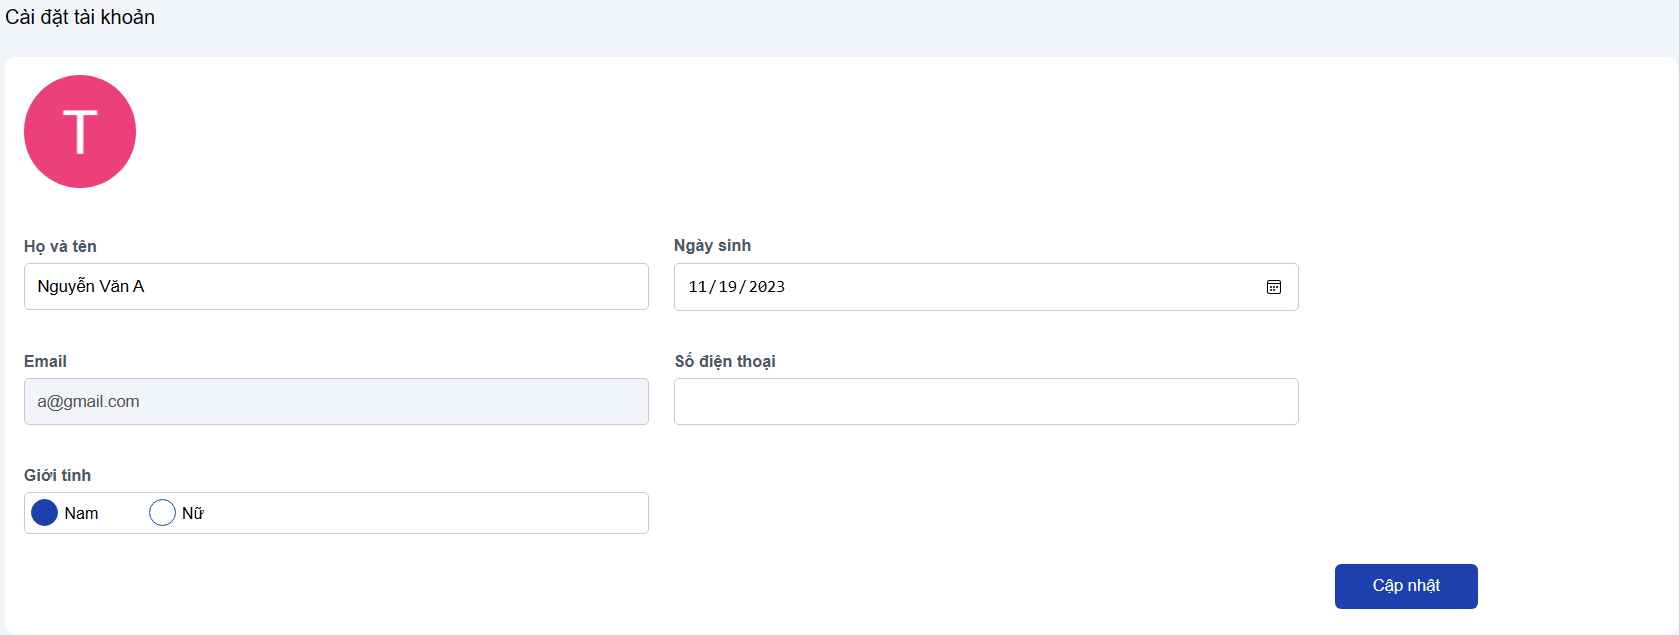 Cài đặt tài khoản
T
Họ và tên
Nguyễn Văn A
Ngày sinh
11/19/2023
Email
a@gmail.com
Số điện thoại
Giới tính
Nam Nữ
Cập nhật